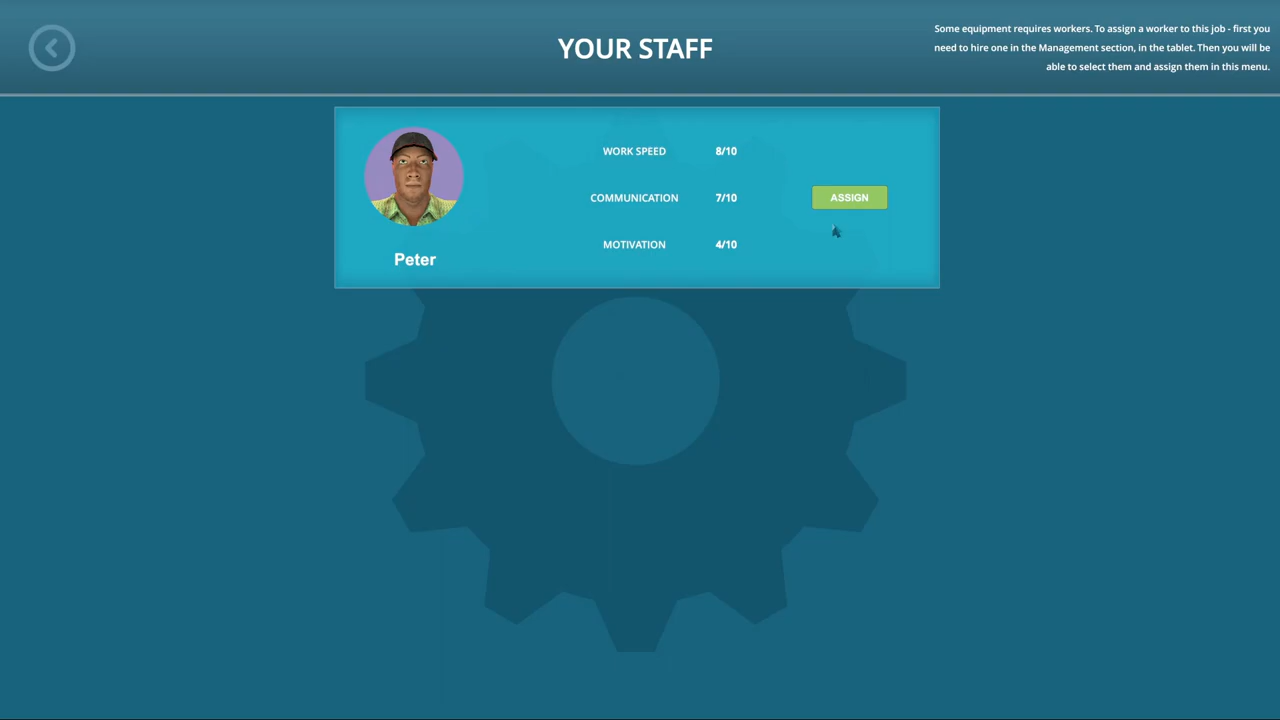 YOUR STAFF
Some equipment requires workers. To assign a worker to this job - first you
need to hire one in the Management section, in the tablet. Then you will be
able to select them and assign them in this menu.
WORK SPEED 8/10
COMMUNICATION 7/10
ASSIGN
MOTIVATION 4/10
Peter